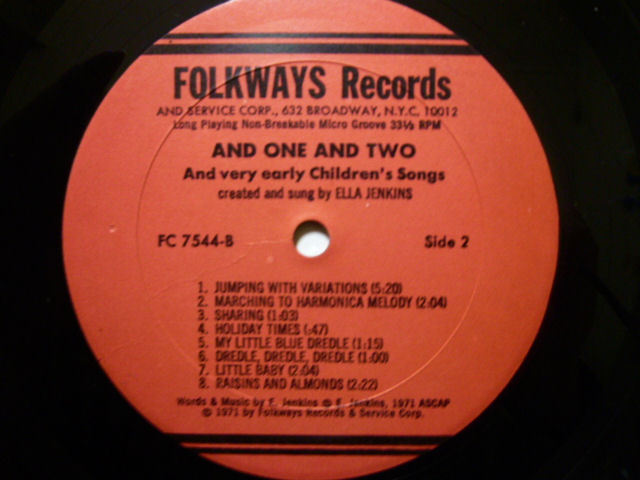 FOLKWAYS Records
AND SERVICE CORP., 632 BROADWAY, N.Y.C. 10012
Long Playing Non-Breakable Micro Groove 33⅓ RPM
AND ONE AND TWO
And very early Children's Songs
created and sung by ELLA JENKINS
FC 7544-B Side 2
1. JUMPING WITH VARIATIONS (5:20)
2. MARCHING TO HARMONICA MELODY (2:04)
3. SHARING (1:03)
4. HOLIDAY TIMES (:47)
5. MY LITTLE BLUE DREDLE (1:15)
6. DREDLE, DREDLE, DREDLE (1:00)
7. LITTLE BABY (2:04)
8. RAISINS AND ALMONDS (2:22)
Words & Music by E. Jenkins © E. Jenkins, 1971 ASCAP
© 1971 by Folkways Records & Service Corp.